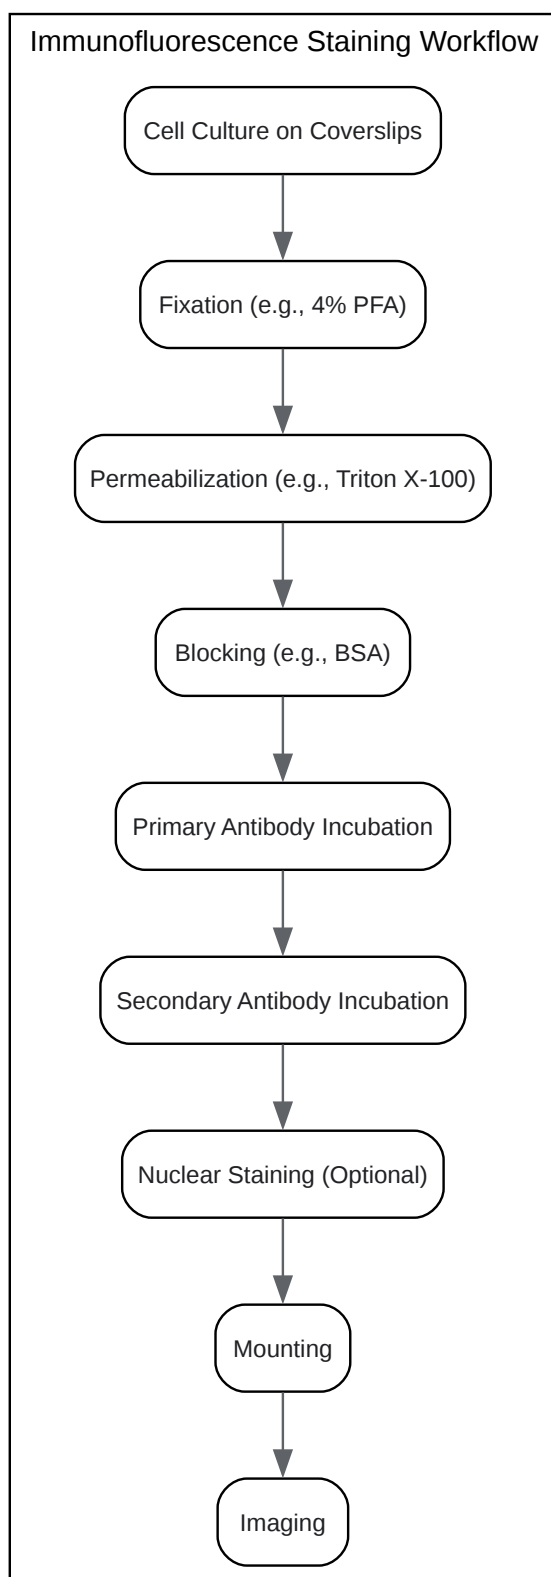 Immunofluorescence Staining Workflow
Cell Culture on Coverslips
Fixation (e.g., 4% PFA)
Permeabilization (e.g., Triton X-100)
Blocking (e.g., BSA)
Primary Antibody Incubation
Secondary Antibody Incubation
Nuclear Staining (Optional)
Mounting
Imaging